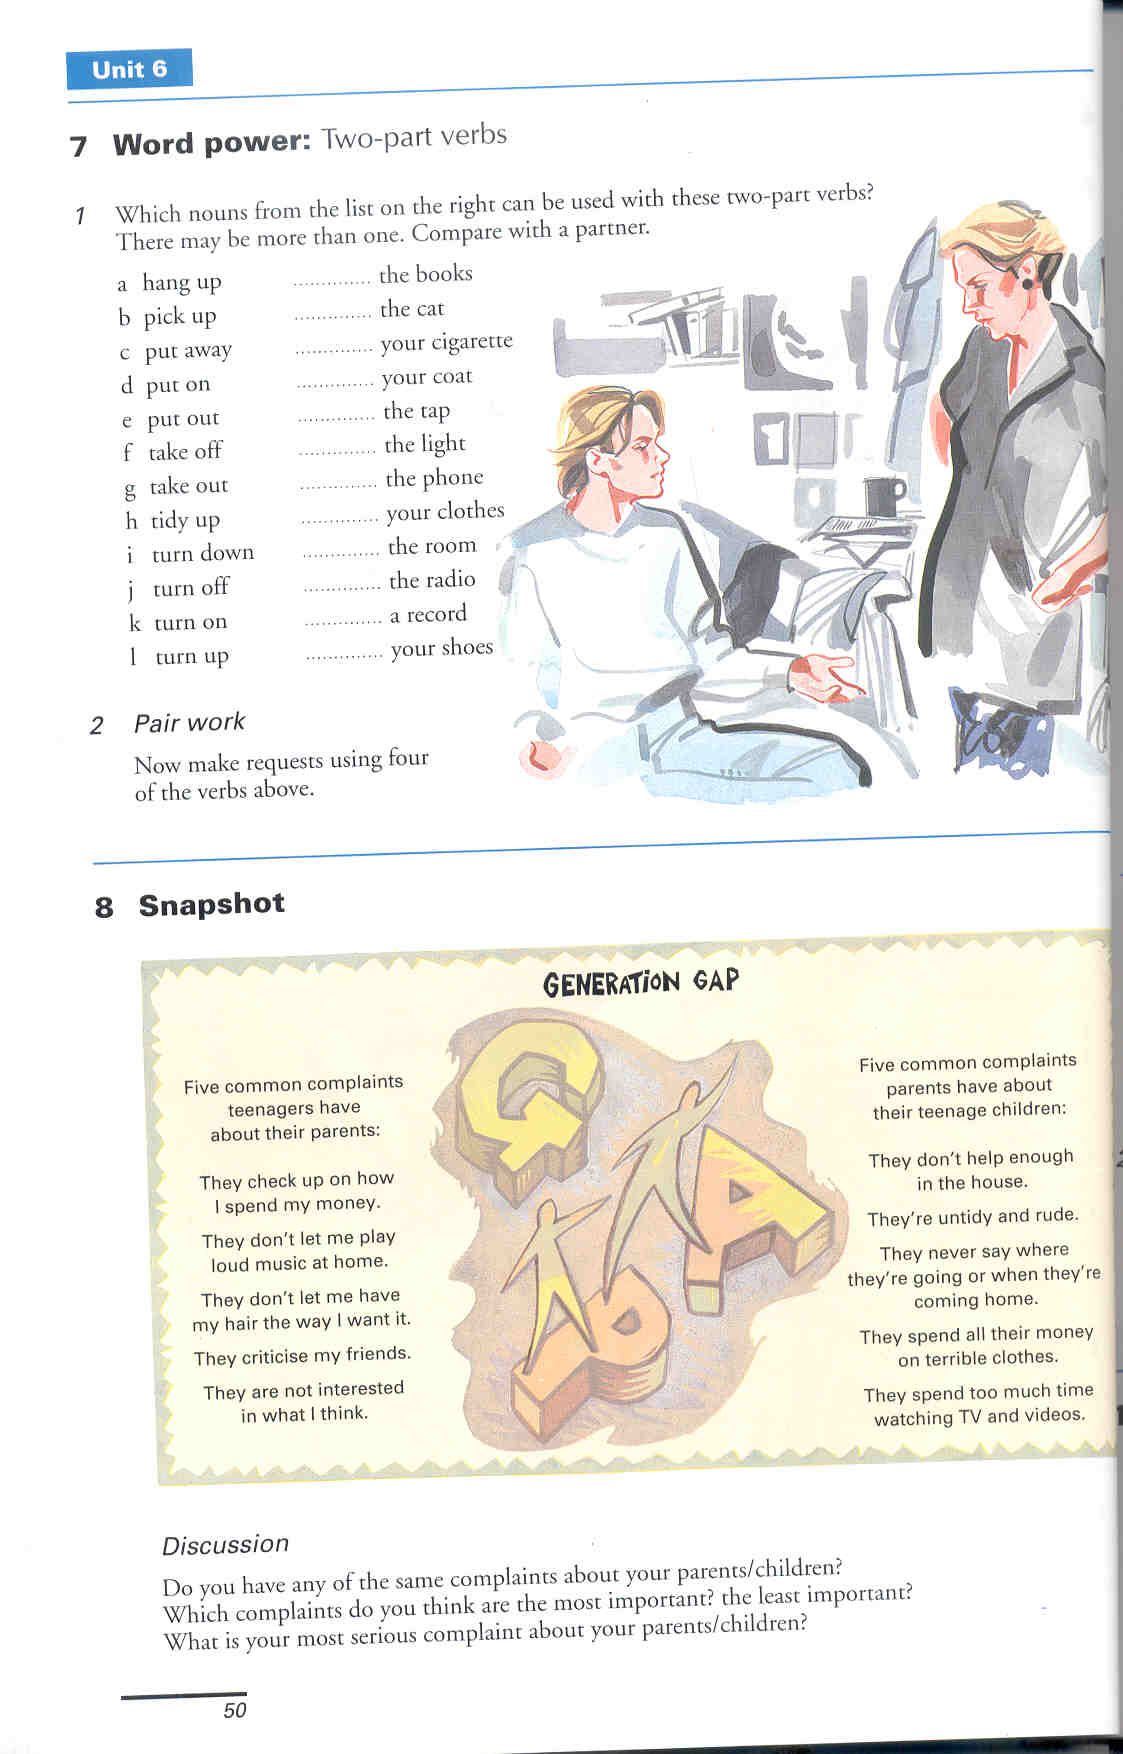 Unit 6
7 Word power: Two-part verbs
1 Which nouns from the list on the right can be used with these two-part verbs?
There may be more than one. Compare with a partner.
a hang up .............. the books
b pick up .............. the cat
c put away .............. your cigarette
d put on .............. your coat
e put out .............. the tap
f take off .............. the light
g take out .............. the phone
h tidy up .............. your clothes
i turn down .............. the room
j turn off .............. the radio
k turn on .............. a record
l turn up .............. your shoes
2 Pair work
Now make requests using four
of the verbs above.
8 Snapshot
GENERATION GAP
Five common complaints
teenagers have
about their parents:
They check up on how
I spend my money.
They don't let me play
loud music at home.
They don't let me have
my hair the way I want it.
They criticise my friends.
They are not interested
in what I think.
GAP
Five common complaints
parents have about
their teenage children:
They don't help enough
in the house.
They're untidy and rude.
They never say where
they're going or when they're
coming home.
They spend all their money
on terrible clothes.
They spend too much time
watching TV and videos.
Discussion
Do you have any of the same complaints about your parents/children?
Which complaints do you think are the most important? the least important?
What is your most serious complaint about your parents/children?
50